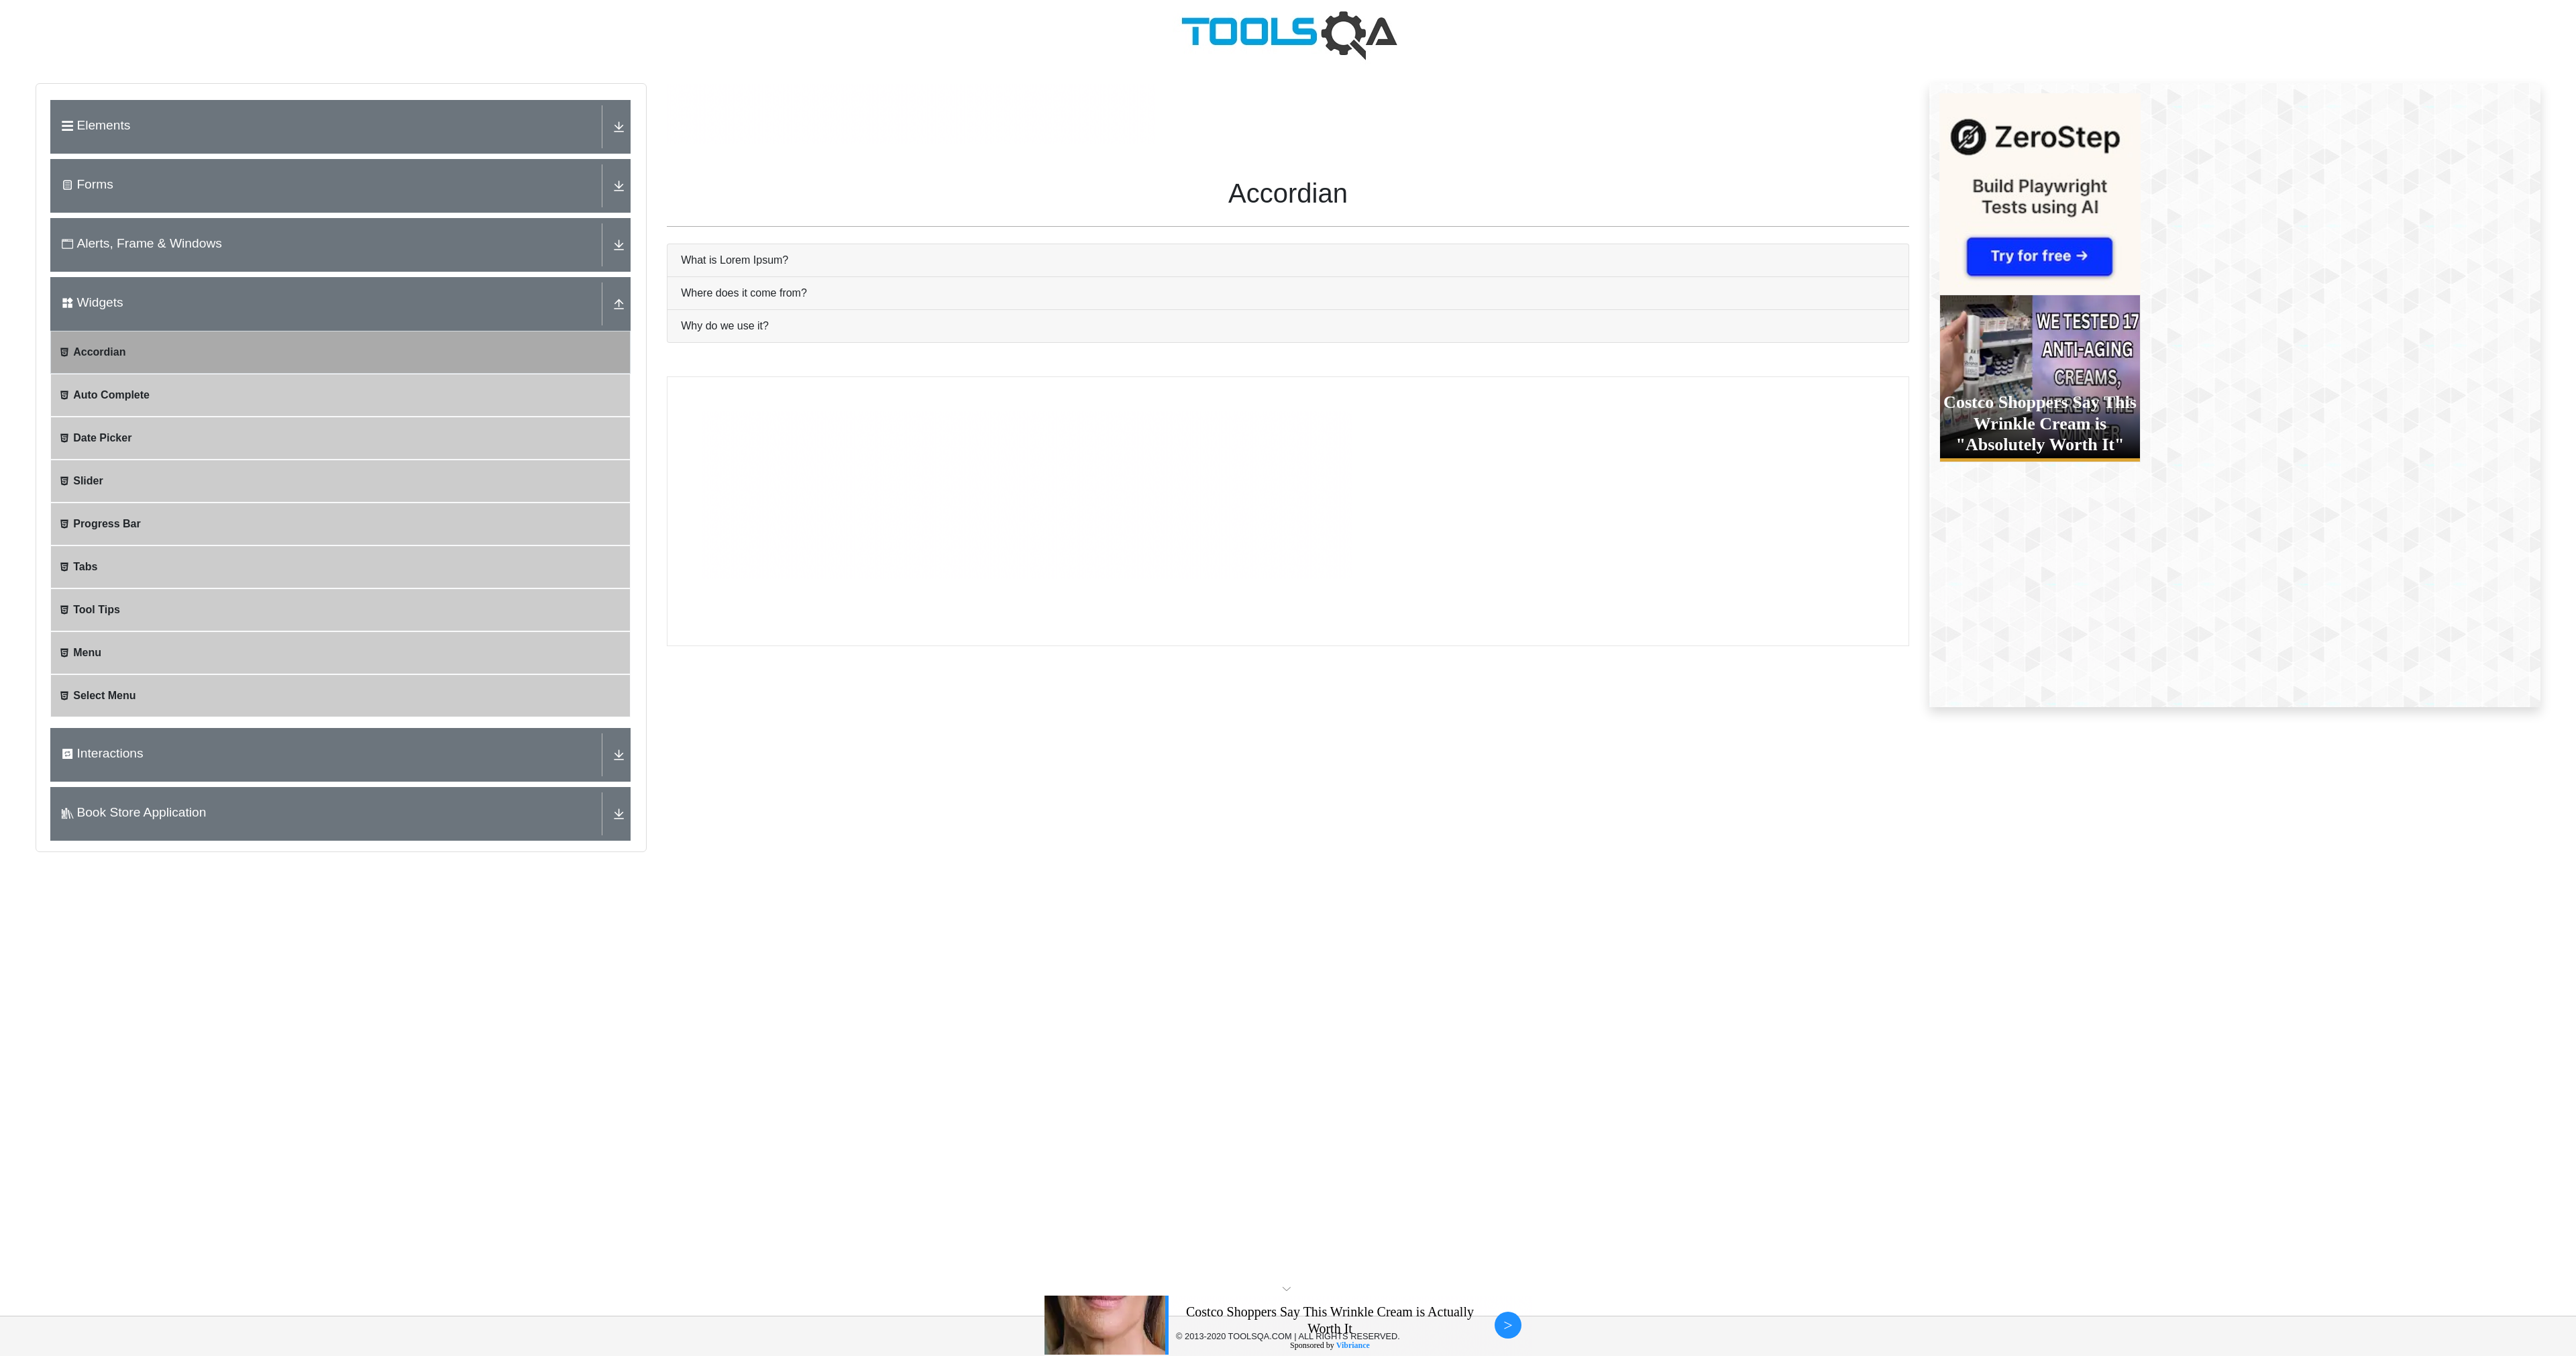 TOOLSQA
Elements
Forms
Alerts, Frame & Windows
Widgets
Accordian
Auto Complete
Date Picker
Slider
Progress Bar
Tabs
Tool Tips
Menu
Select Menu
Interactions
Book Store Application
Accordian
What is Lorem Ipsum?
Where does it come from?
Why do we use it?
ZeroStep
Build Playwright
Tests using AI
Try for free →
WE TESTED 17
ANTI-AGING
CREAMS,
HERE IS THE
WINNER
Costco Shoppers Say This
Wrinkle Cream is
"Absolutely Worth It"
Costco Shoppers Say This Wrinkle Cream is Actually
Worth It
>
© 2013-2020 TOOLSQA.COM | ALL RIGHTS RESERVED.
Sponsored by Vibriance